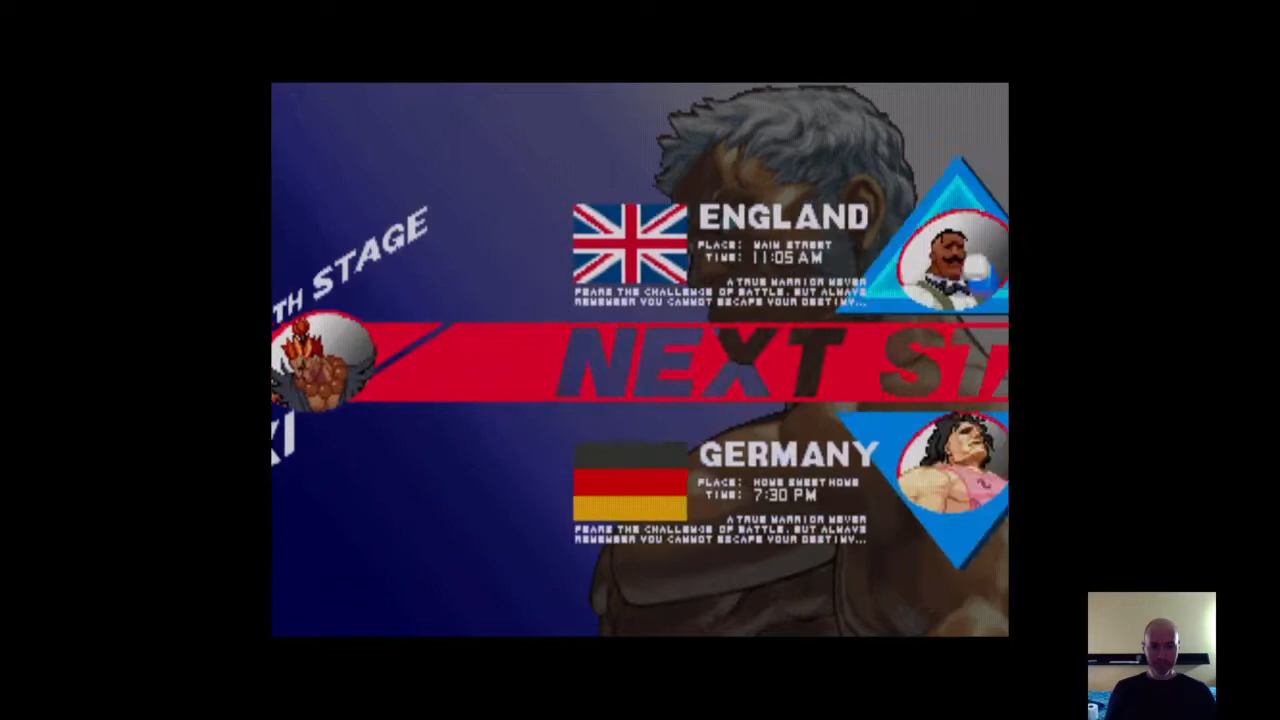 TH STAGE
ENGLAND
PLACE: MAIN STREET
TIME: 11:05 AM
A TRUE WARRIOR NEVER
FEARS THE CHALLENGE OF BATTLE, BUT ALWAYS
REMEMBER YOU CANNOT ESCAPE YOUR DESTINY...
NEXT STA
KI
GERMANY
PLACE: HOME SWEET HOME
TIME: 7:30 PM
A TRUE WARRIOR NEVER
FEARS THE CHALLENGE OF BATTLE, BUT ALWAYS
REMEMBER YOU CANNOT ESCAPE YOUR DESTINY...